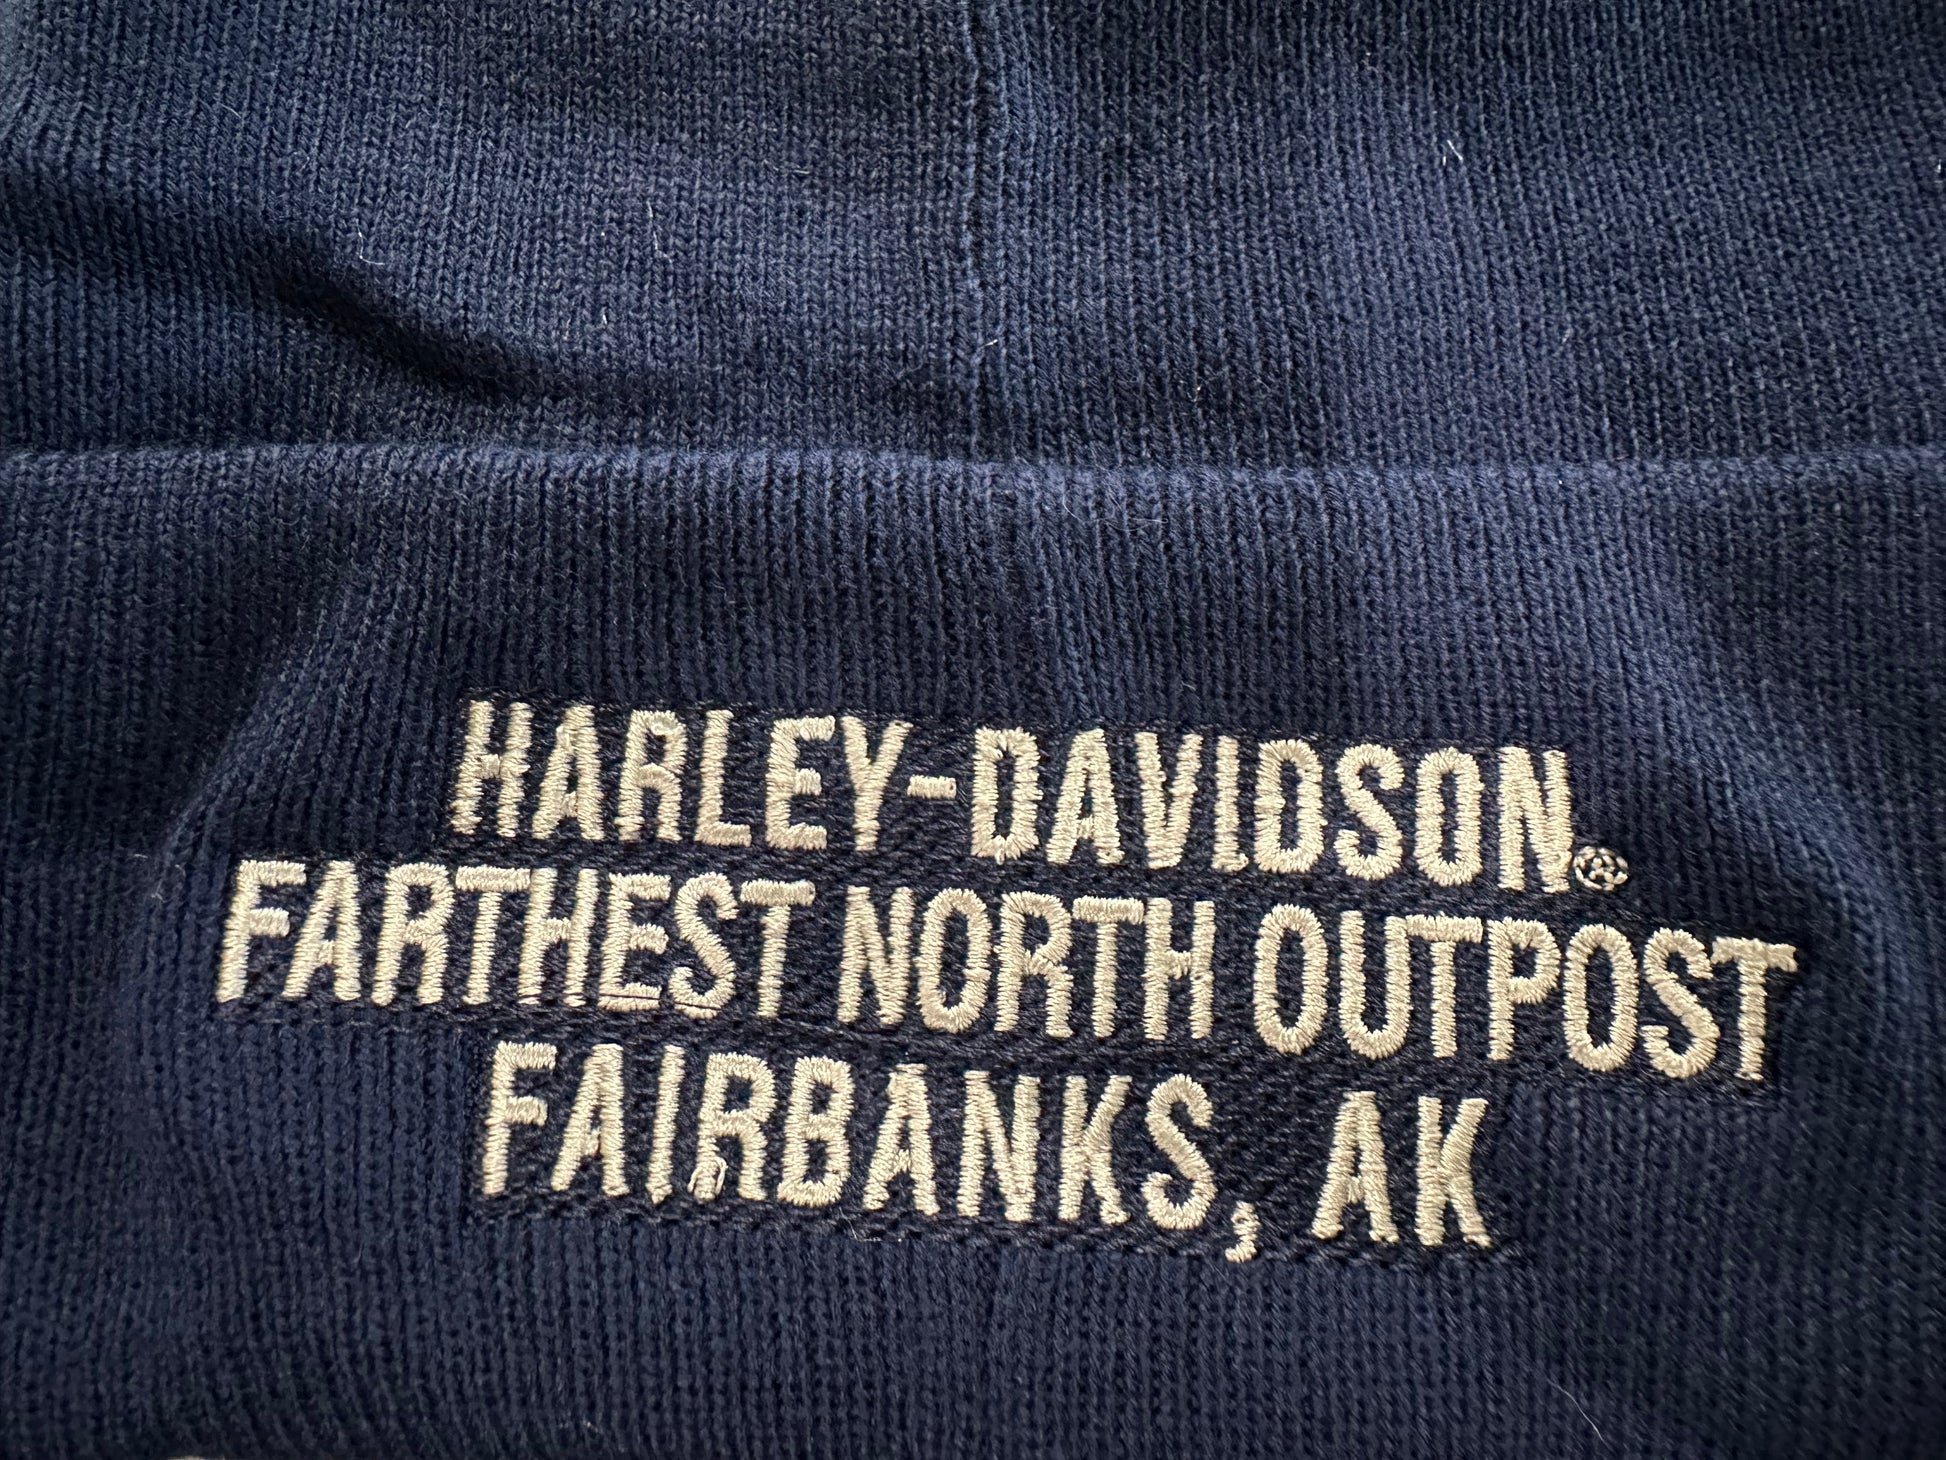 HARLEY-DAVIDSON®
FARTHEST NORTH OUTPOST
FAIRBANKS, AK